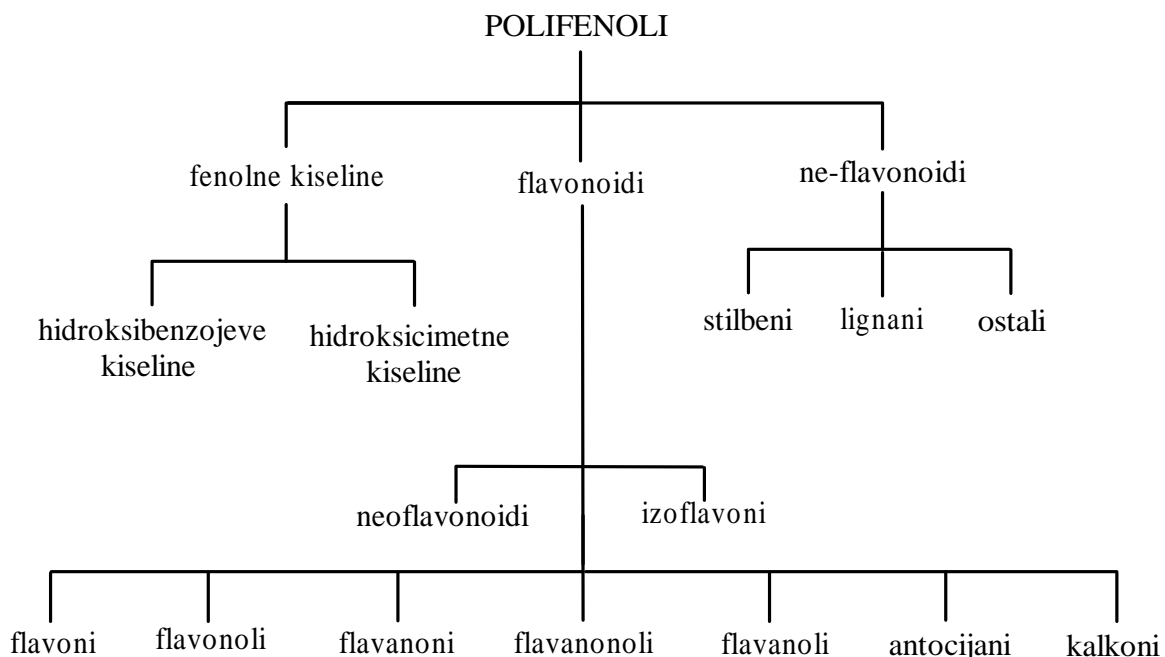 POLIFENOLI
fenolne kiseline
flavonoidi
ne-flavonoidi
hidroksibenzojeve
kiseline
hidroksicimetne
kiseline
stilbeni
lignani
ostali
neoflavonoidi
izoflavoni
flavoni
flavonoli
flavanoni
flavanonoli
flavanoli
antocijani
kalkoni